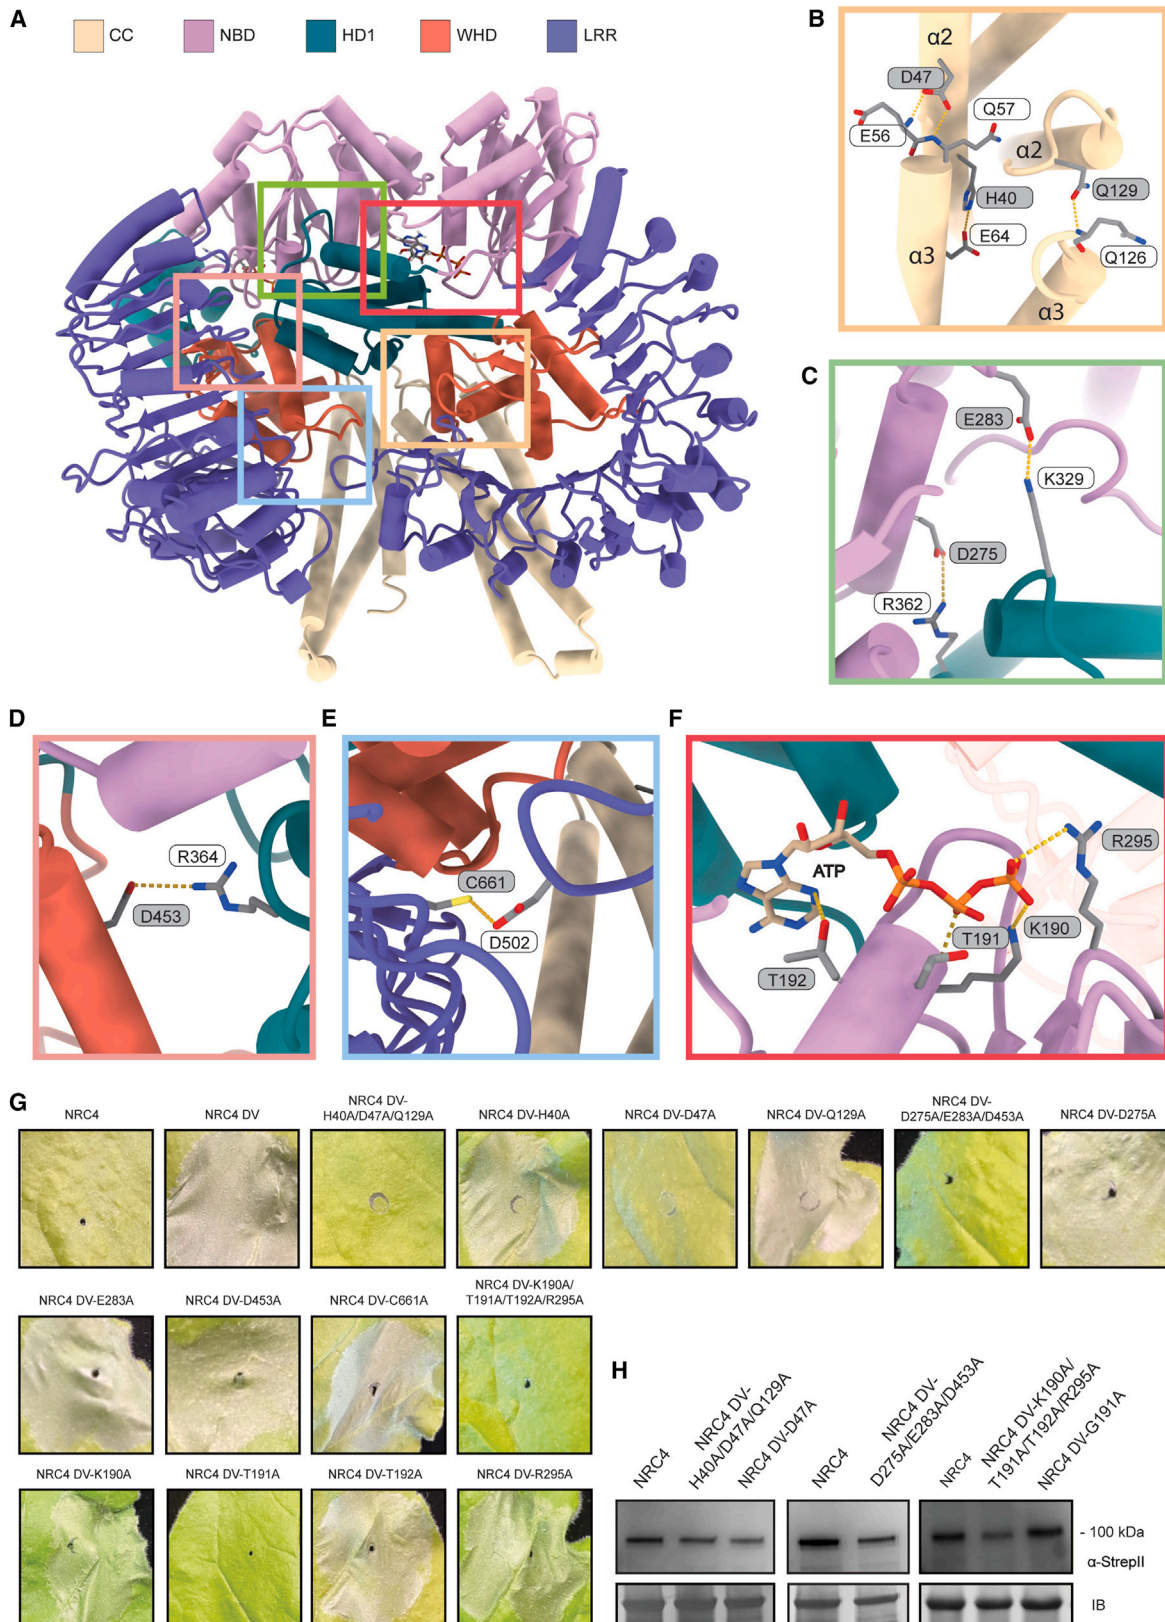 A
CC NBD HD1 WHD LRR
B
α2
D47
Q57
E56
α2
H40
Q129
E64
α3
Q126
α3
C
E283
K329
D275
R362
D
R364
D453
E
C661
D502
F
ATP
R295
K190
T191
T192
G
NRC4
NRC4 DV
NRC4 DV-
H40A/D47A/Q129A
NRC4 DV-H40A
NRC4 DV-D47A
NRC4 DV-Q129A
NRC4 DV-
D275A/E283A/D453A
NRC4 DV-D275A
NRC4 DV-E283A
NRC4 DV-D453A
NRC4 DV-C661A
NRC4 DV-K190A/
T191A/T192A/R295A
NRC4 DV-K190A
NRC4 DV-T191A
NRC4 DV-T192A
NRC4 DV-R295A
H
NRC4
NRC4 DV-
H40A/D47A/Q129A
NRC4 DV-D47A
NRC4
NRC4 DV-
D275A/E283A/D453A
NRC4
NRC4 DV-K190A/
T191A/T192A/R295A
NRC4 DV-G191A
- 100 kDa
α-StrepII
IB